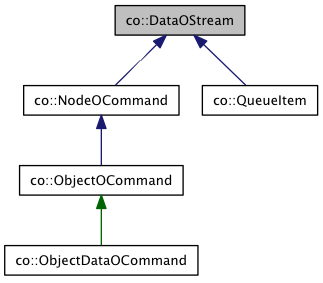 co::DataOStream
co::NodeOCommand
co::QueueItem
co::ObjectOCommand
co::ObjectDataOCommand